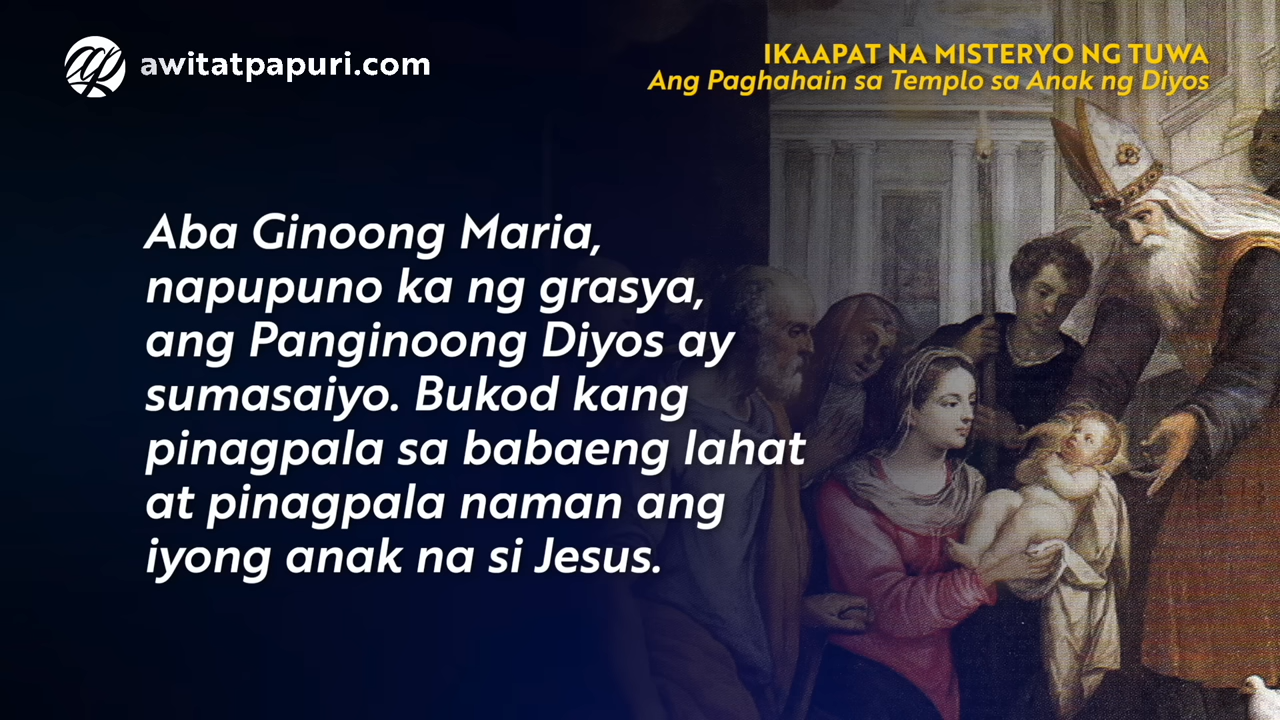 awitatpapuri.com
IKAAPAT NA MISTERYO NG TUWA
Ang Paghahain sa Templo sa Anak ng Diyos
Aba Ginoong Maria,
napupuno ka ng grasya,
ang Panginoong Diyos ay
sumasaiyo. Bukod kang
pinagpala sa babaeng lahat
at pinagpala naman ang
iyong anak na si Jesus.